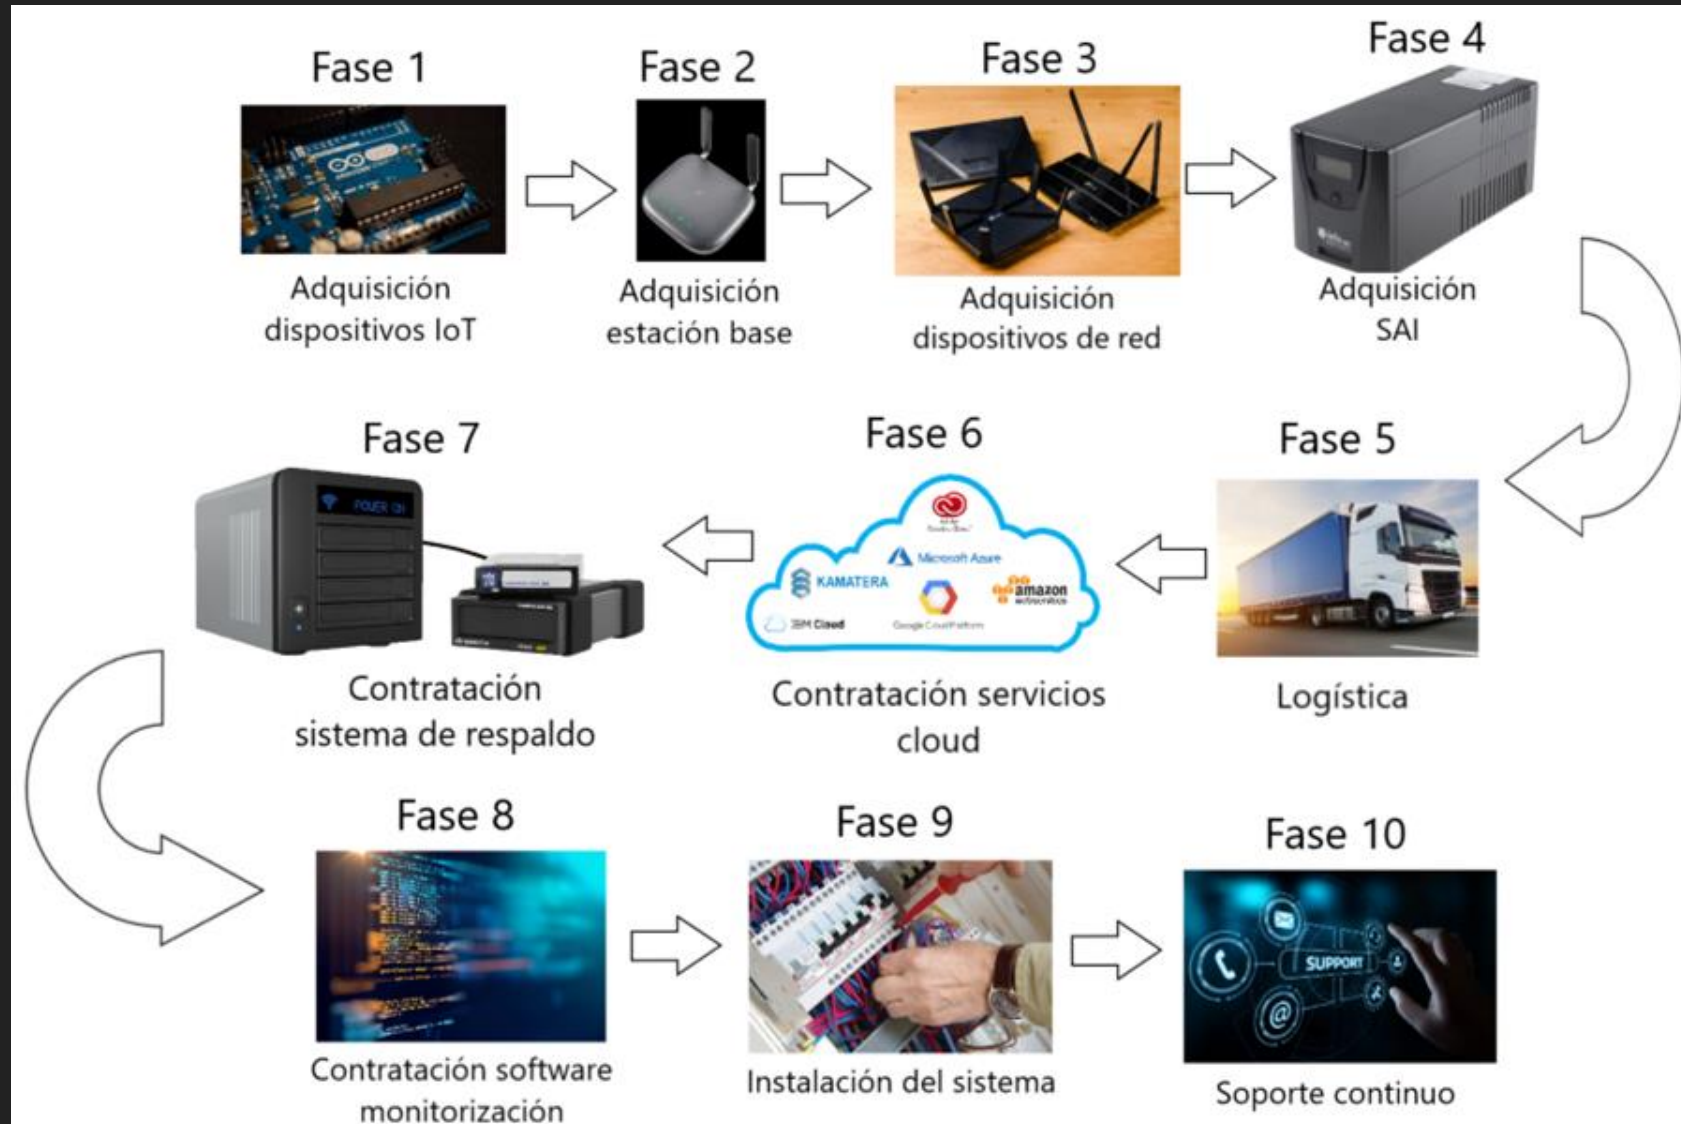 Fase 1
Adquisición
dispositivos IoT
Fase 2
Adquisición
estación base
Fase 3
Adquisición
dispositivos de red
Fase 4
Adquisición
SAI
Fase 5
Logística
Fase 6
Microsoft Azure
KAMATERA
amazon
IBM Cloud
Google Cloud Platform
Contratación servicios
cloud
Fase 7
POWER ON
Contratación
sistema de respaldo
Fase 8
Contratación software
monitorización
Fase 9
Instalación del sistema
Fase 10
SUPPORT
@
Soporte continuo